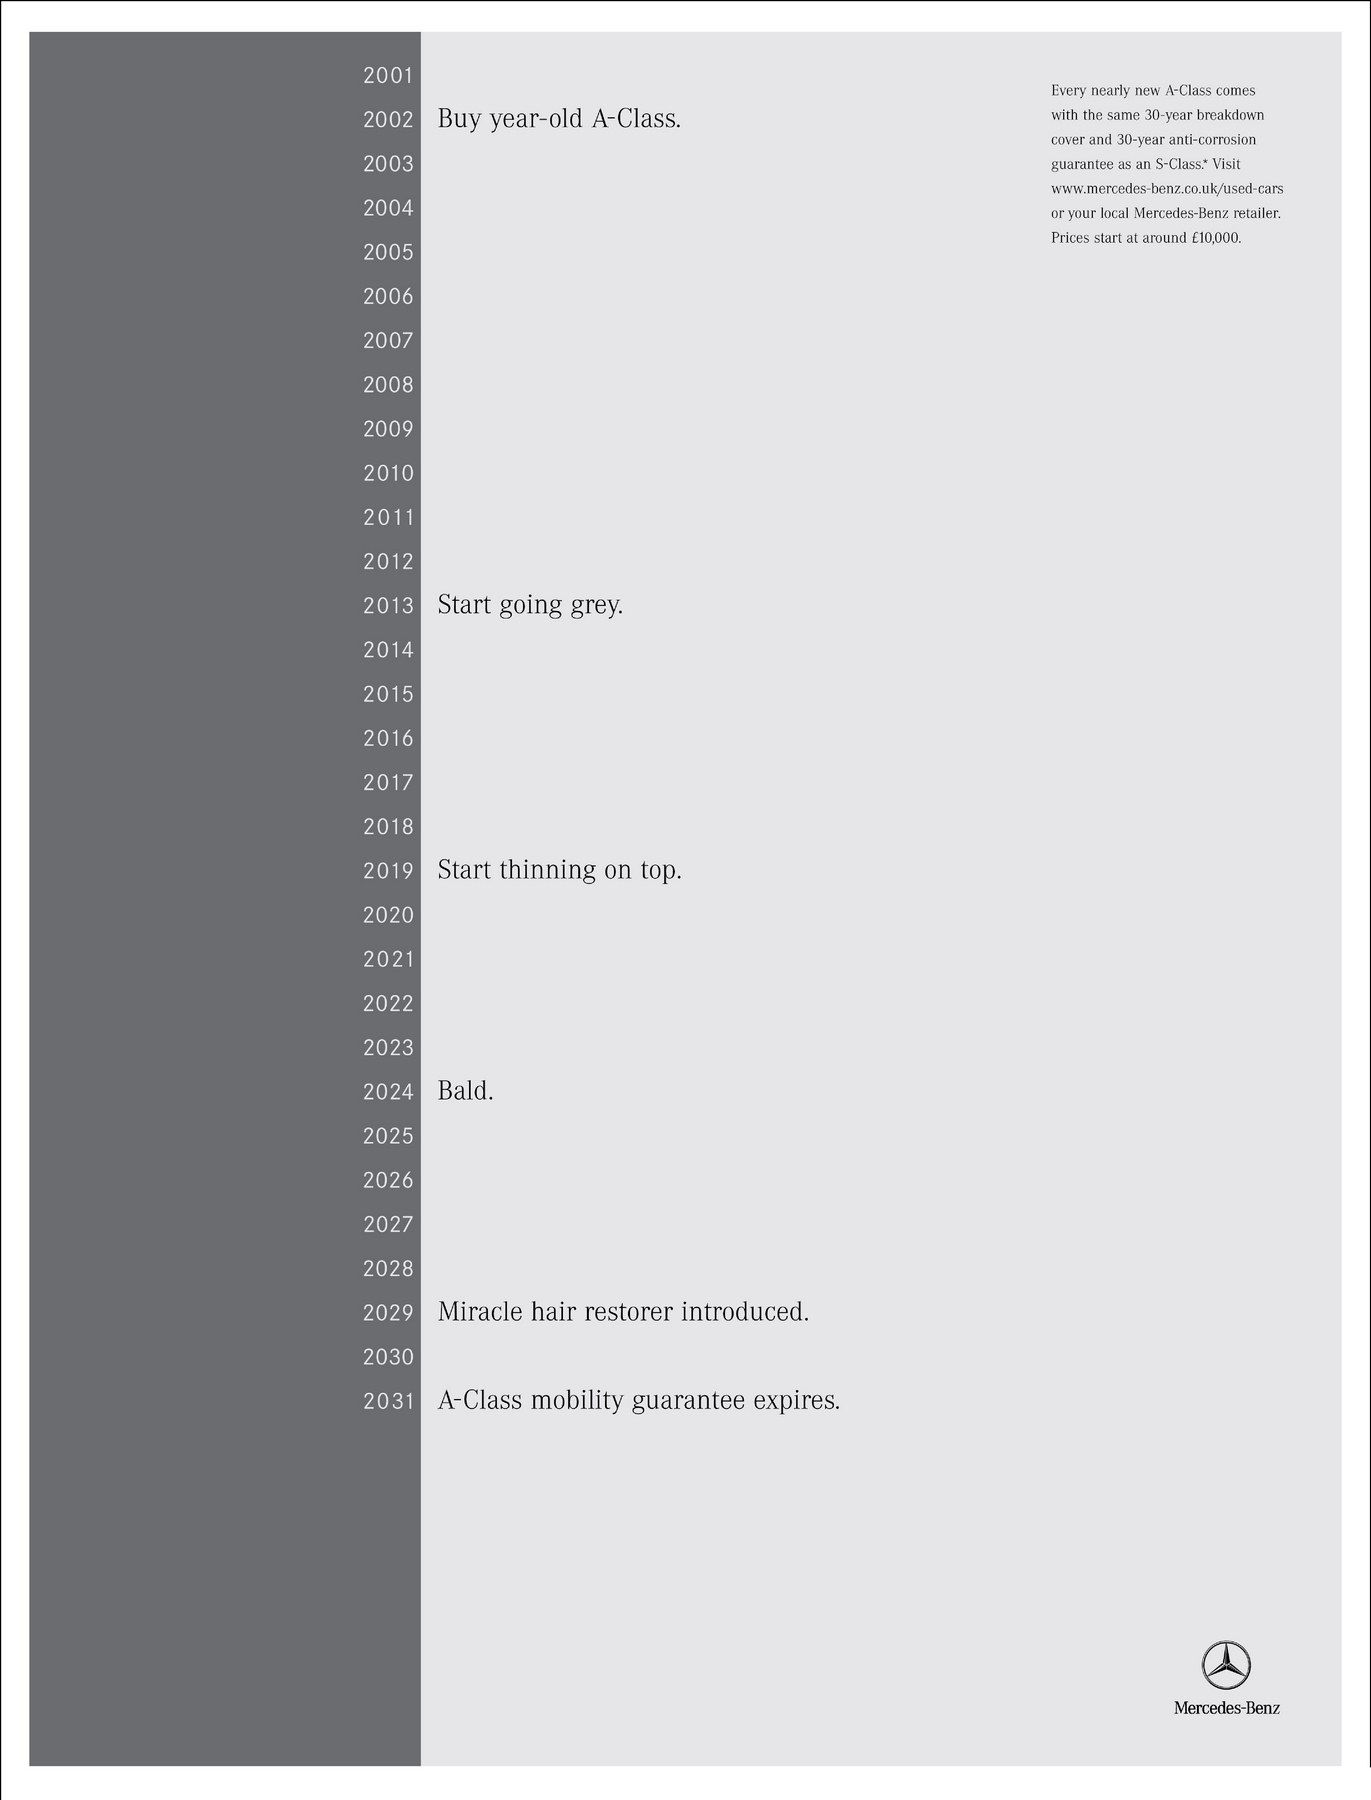 2001
2002 Buy year-old A-Class.
2003
2004
2005
2006
2007
2008
2009
2010
2011
2012
2013 Start going grey.
2014
2015
2016
2017
2018
2019 Start thinning on top.
2020
2021
2022
2023
2024 Bald.
2025
2026
2027
2028
2029 Miracle hair restorer introduced.
2030
2031 A-Class mobility guarantee expires.
Every nearly new A-Class comes
with the same 30-year breakdown
cover and 30-year anti-corrosion
guarantee as an S-Class.* Visit
www.mercedes-benz.co.uk/used-cars
or your local Mercedes-Benz retailer.
Prices start at around £10,000.
Mercedes-Benz